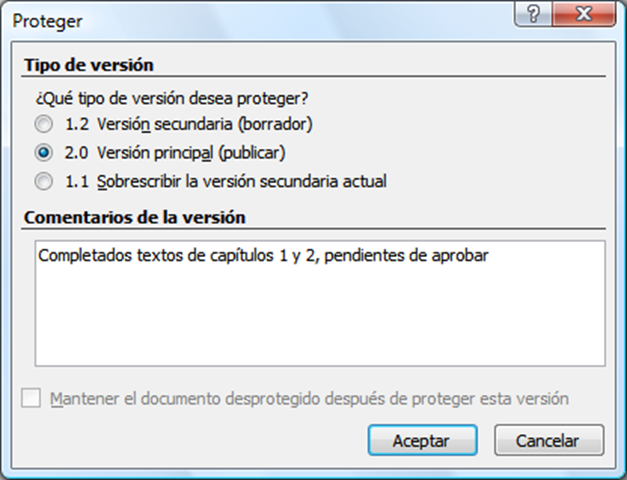 Proteger
Tipo de versión
¿Qué tipo de versión desea proteger?
1.2 Versión secundaria (borrador)
2.0 Versión principal (publicar)
1.1 Sobrescribir la versión secundaria actual
Comentarios de la versión
Completados textos de capítulos 1 y 2, pendientes de aprobar
Mantener el documento desprotegido después de proteger esta versión
Aceptar Cancelar